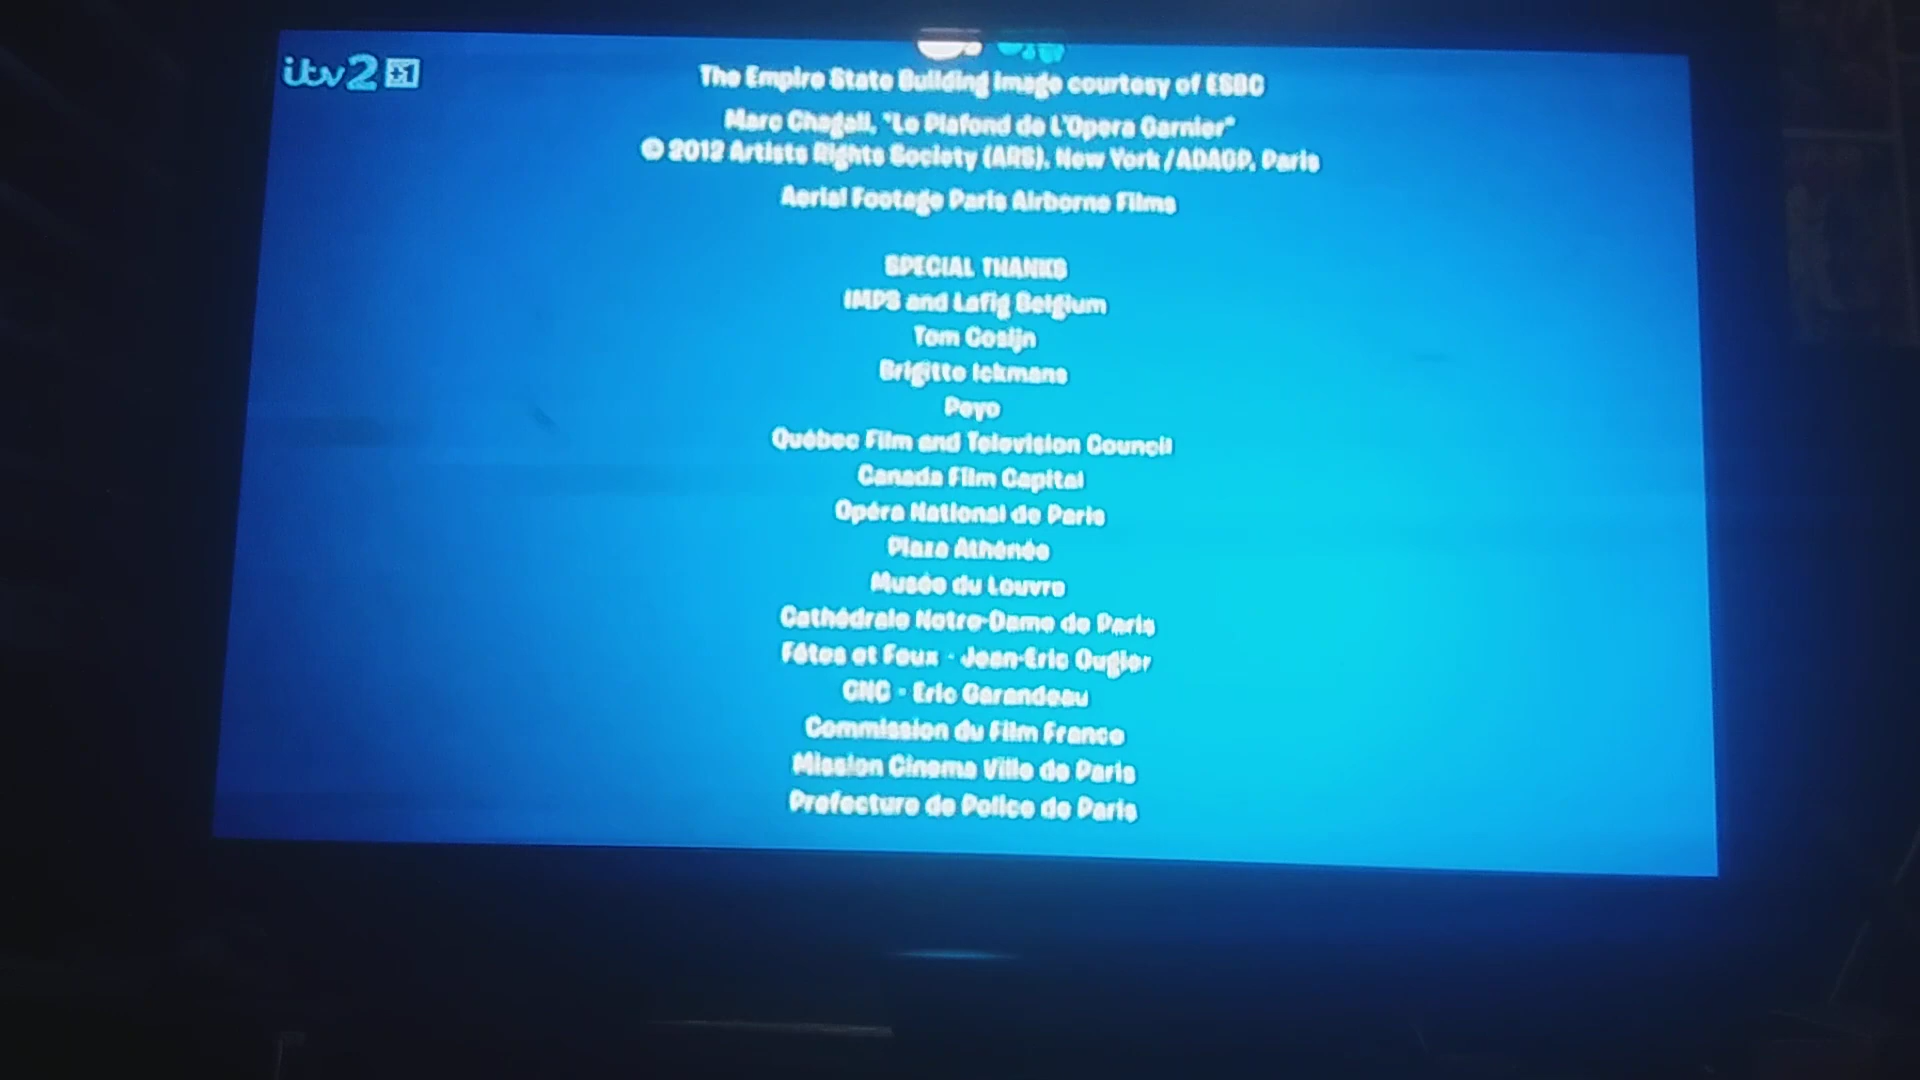 itv2 +1
The Empire State Building image courtesy of ESBC
Marc Chagall, "Le Plafond de L'Opera Garnier"
© 2012 Artists Rights Society (ARS), New York / ADAGP, Paris
Aerial Footage Paris Airborne Films
SPECIAL THANKS
IMPS and Lafig Belgium
Tom Cosijn
Brigitte Ickmans
Peyo
Québec Film and Television Council
Canada Film Capital
Opéra National de Paris
Plaza Athénée
Musée du Louvre
Cathédrale Notre-Dame de Paris
Fêtes et Feux - Jean-Eric Ougier
CNC - Eric Garandeau
Commission du Film France
Mission Cinema Ville de Paris
Prefecture de Police de Paris